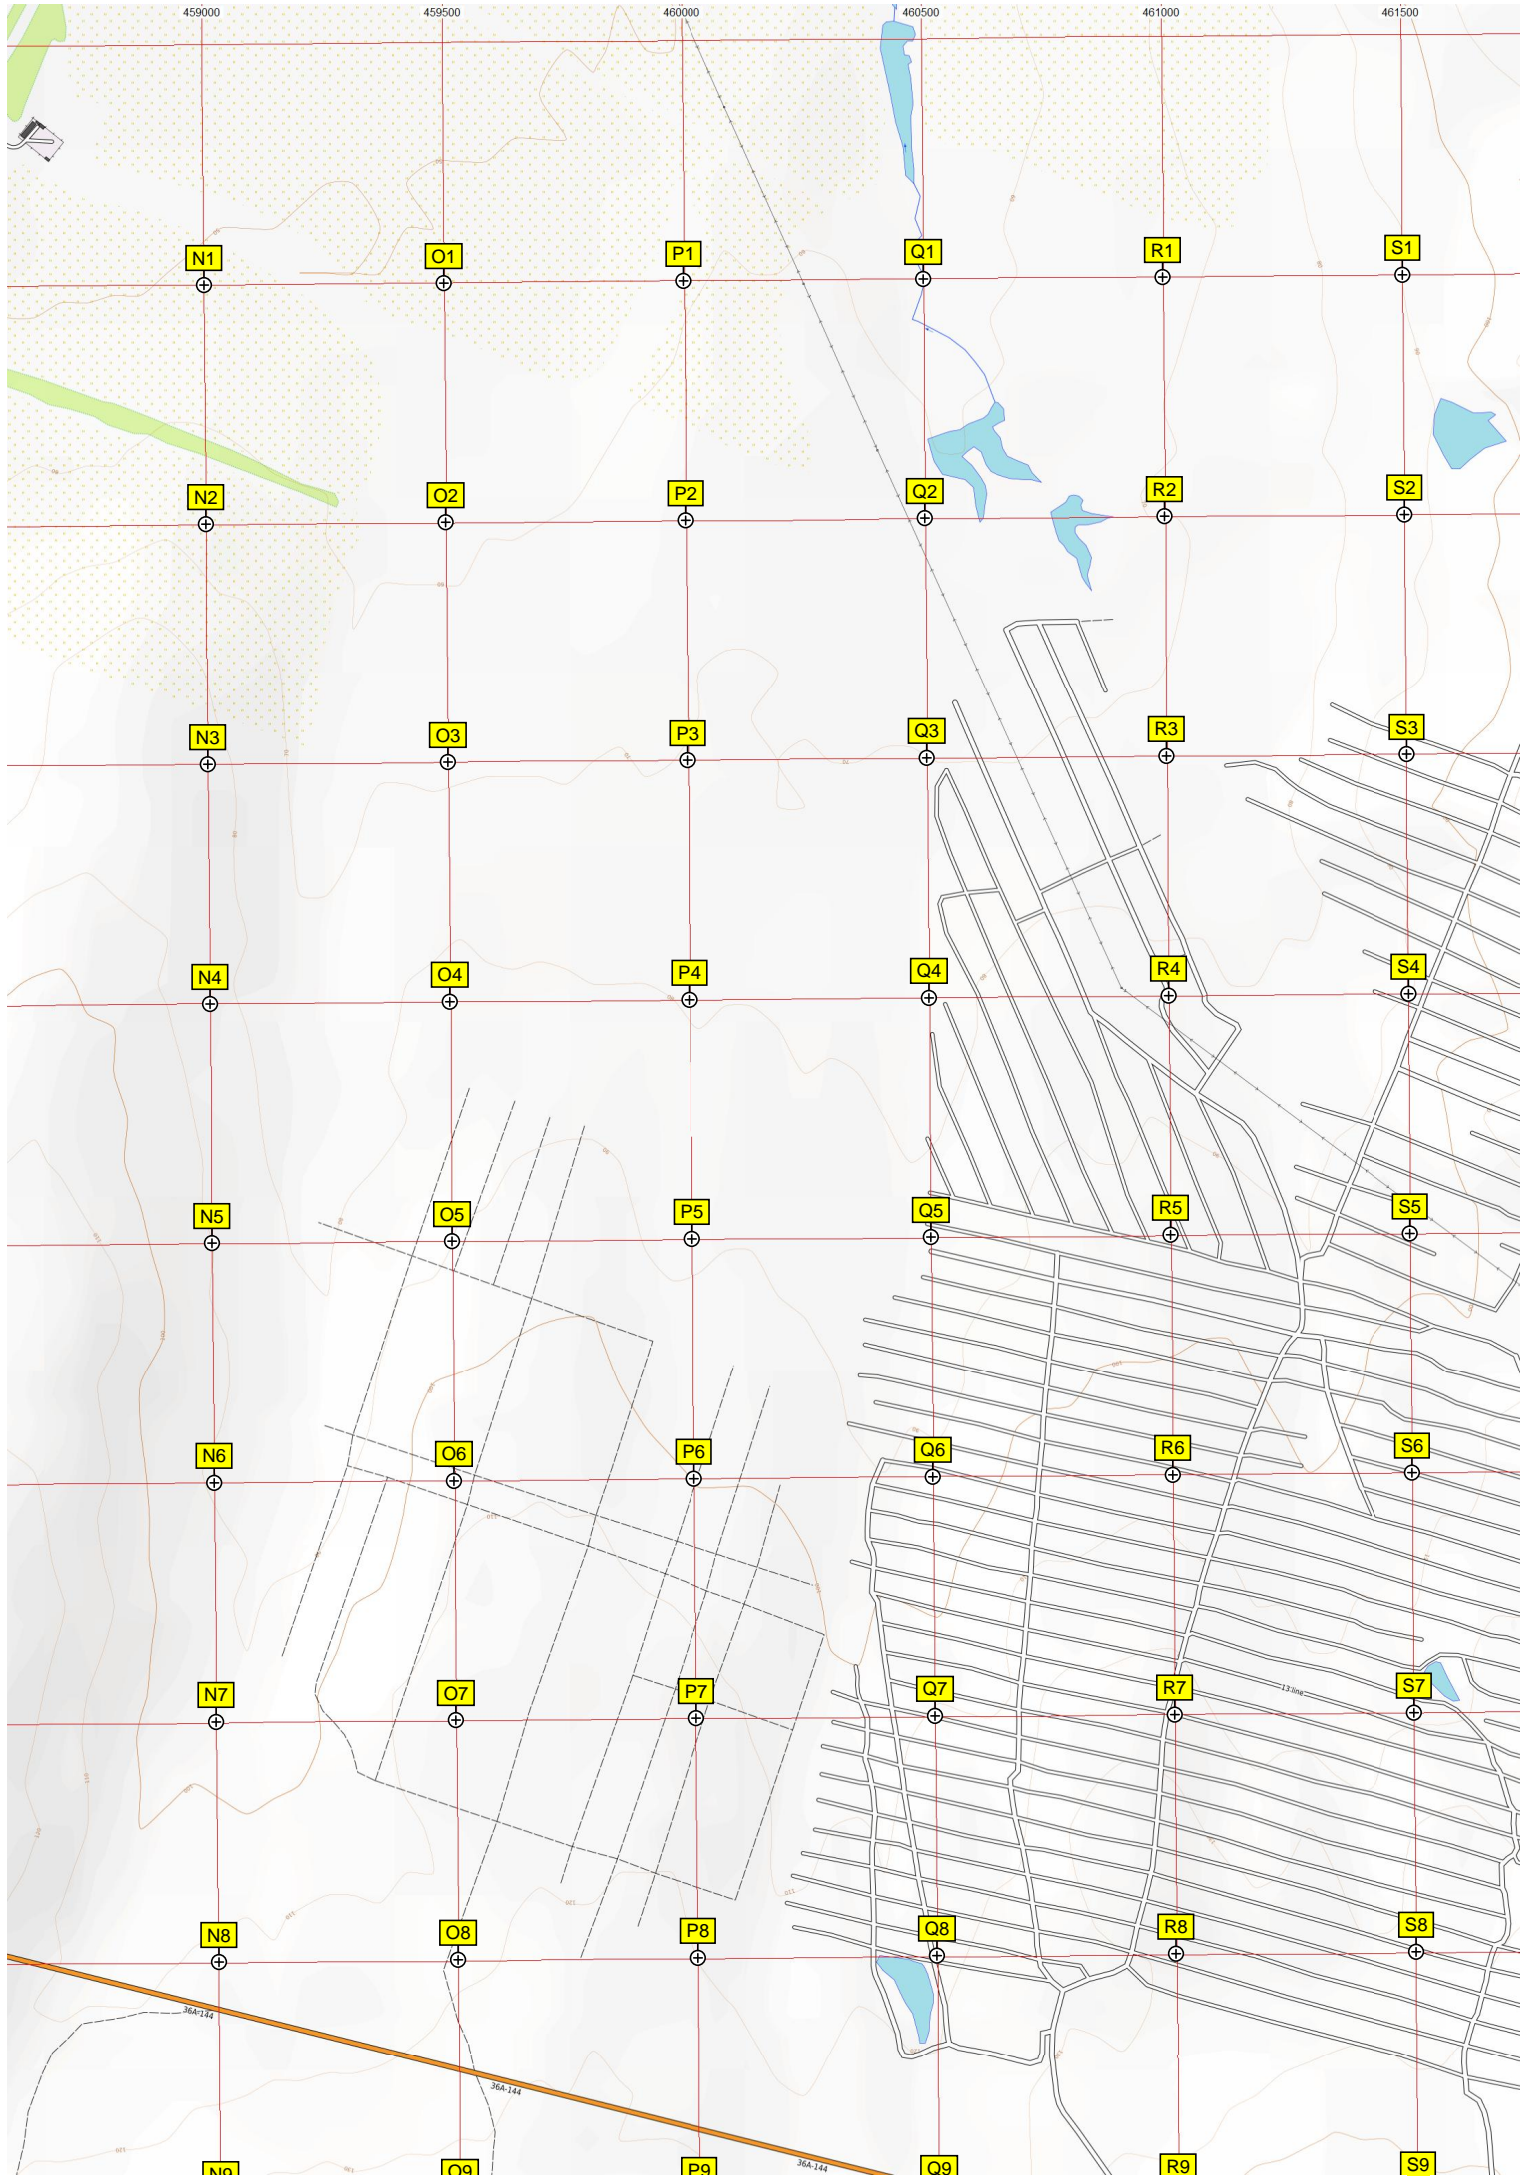 459000 459500 460000 460500 461000 461500
N1 O1 P1 Q1 R1 S1
N2 O2 P2 Q2 R2 S2
N3 O3 P3 Q3 R3 S3
N4 O4 P4 Q4 R4 S4
N5 O5 P5 Q5 R5 S5
N6 O6 P6 Q6 R6 S6
13 line
N7 O7 P7 Q7 R7 S7
N8 O8 P8 Q8 R8 S8
36A-144
36A-144
36A-144
N9 O9 P9 Q9 R9 S9